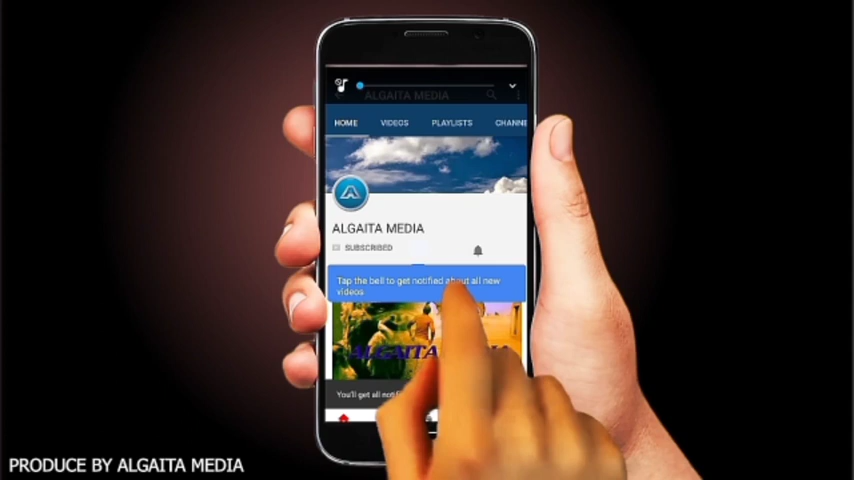 ALGAITA MEDIA
HOME VIDEOS PLAYLISTS CHANNE
ALGAITA MEDIA
SUBSCRIBED
Tap the bell to get notified about all new
videos
ALGAITA
You'll get all
PRODUCE BY ALGAITA MEDIA